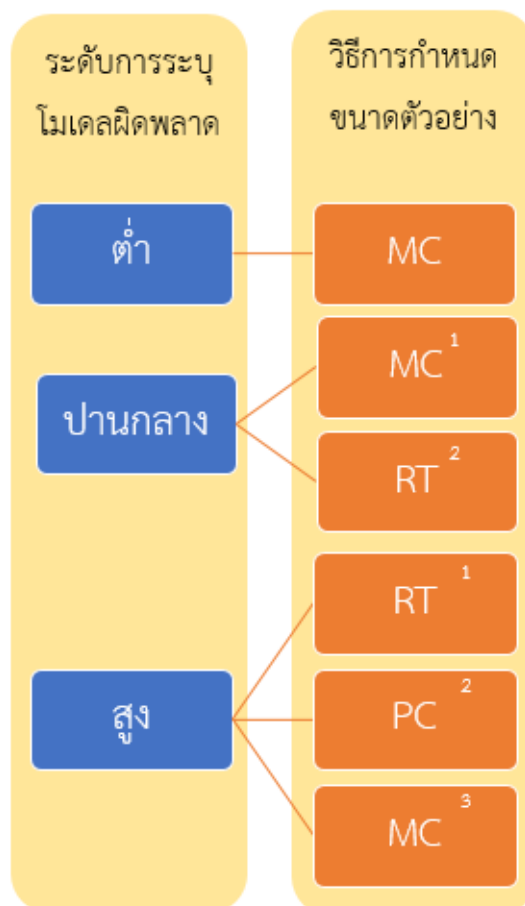 ระดับการระบุ
โมเดลผิดพลาด
วิธีการกำหนด
ขนาดตัวอย่าง
ต่ำ
MC
ปานกลาง
MC 1
RT 2
สูง
RT 1
PC 2
MC 3